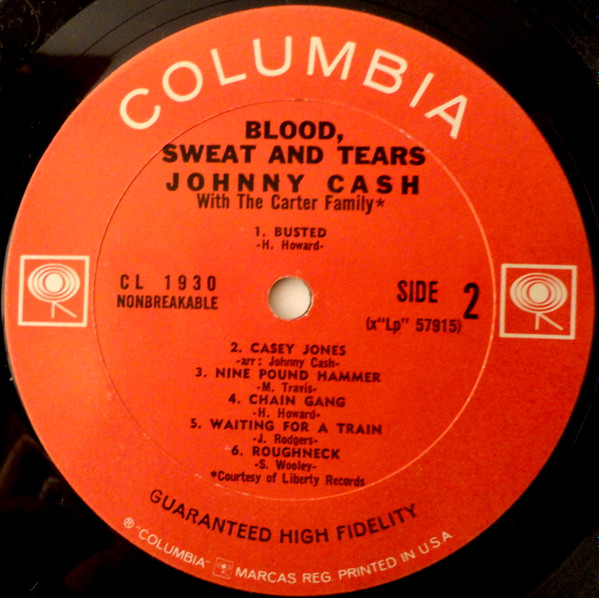 COLUMBIA
BLOOD,
SWEAT AND TEARS
JOHNNY CASH
With The Carter Family*
1. BUSTED
-H. Howard-
CL 1930
NONBREAKABLE
SIDE 2
(x"Lp" 57915)
2. CASEY JONES
-arr: Johnny Cash-
3. NINE POUND HAMMER
-M. Travis-
4. CHAIN GANG
-H. Howard-
5. WAITING FOR A TRAIN
-J. Rodgers-
6. ROUGHNECK
-S. Wooley-
*Courtesy of Liberty Records
GUARANTEED HIGH FIDELITY
® "COLUMBIA" MARCAS REG. PRINTED IN U.S.A.